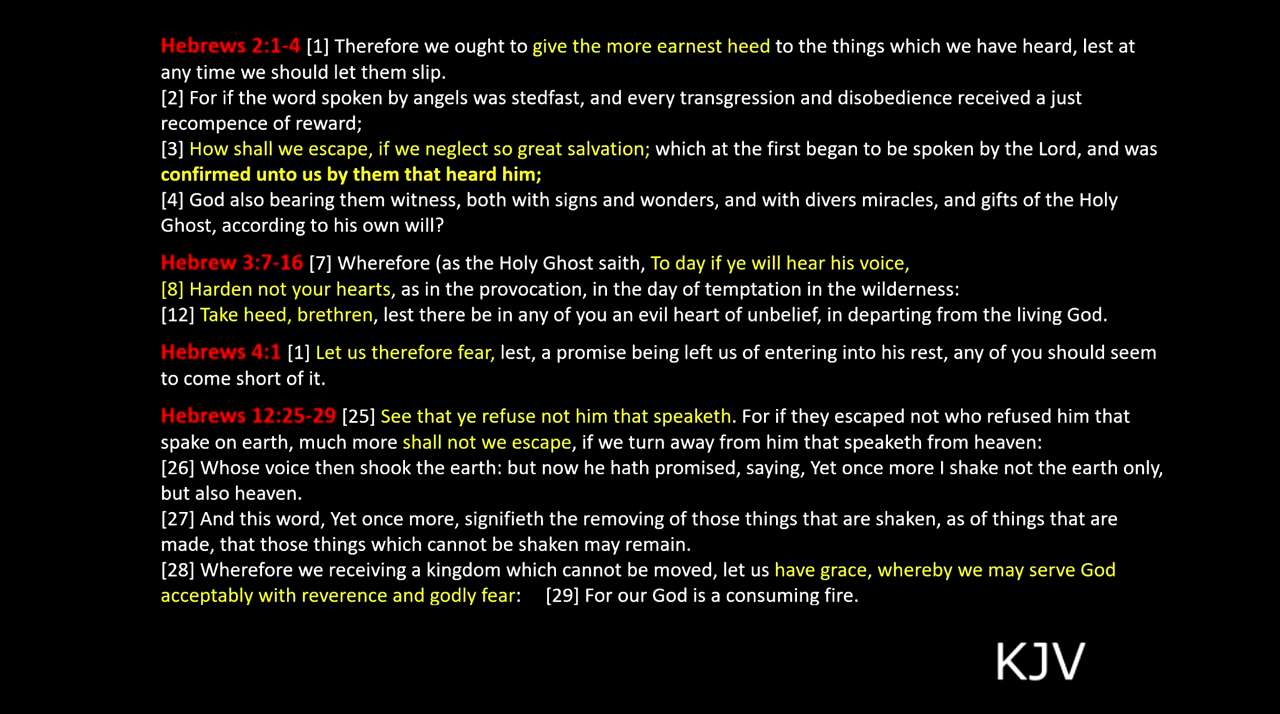 Hebrews 2:1-4 [1] Therefore we ought to give the more earnest heed to the things which we have heard, lest at
any time we should let them slip.
[2] For if the word spoken by angels was stedfast, and every transgression and disobedience received a just
recompence of reward;
[3] How shall we escape, if we neglect so great salvation; which at the first began to be spoken by the Lord, and was
confirmed unto us by them that heard him;
[4] God also bearing them witness, both with signs and wonders, and with divers miracles, and gifts of the Holy
Ghost, according to his own will?
Hebrew 3:7-16 [7] Wherefore (as the Holy Ghost saith, To day if ye will hear his voice,
[8] Harden not your hearts, as in the provocation, in the day of temptation in the wilderness:
[12] Take heed, brethren, lest there be in any of you an evil heart of unbelief, in departing from the living God.
Hebrews 4:1 [1] Let us therefore fear, lest, a promise being left us of entering into his rest, any of you should seem
to come short of it.
Hebrews 12:25-29 [25] See that ye refuse not him that speaketh. For if they escaped not who refused him that
spake on earth, much more shall not we escape, if we turn away from him that speaketh from heaven:
[26] Whose voice then shook the earth: but now he hath promised, saying, Yet once more I shake not the earth only,
but also heaven.
[27] And this word, Yet once more, signifieth the removing of those things that are shaken, as of things that are
made, that those things which cannot be shaken may remain.
[28] Wherefore we receiving a kingdom which cannot be moved, let us have grace, whereby we may serve God
acceptably with reverence and godly fear: [29] For our God is a consuming fire.
KJV